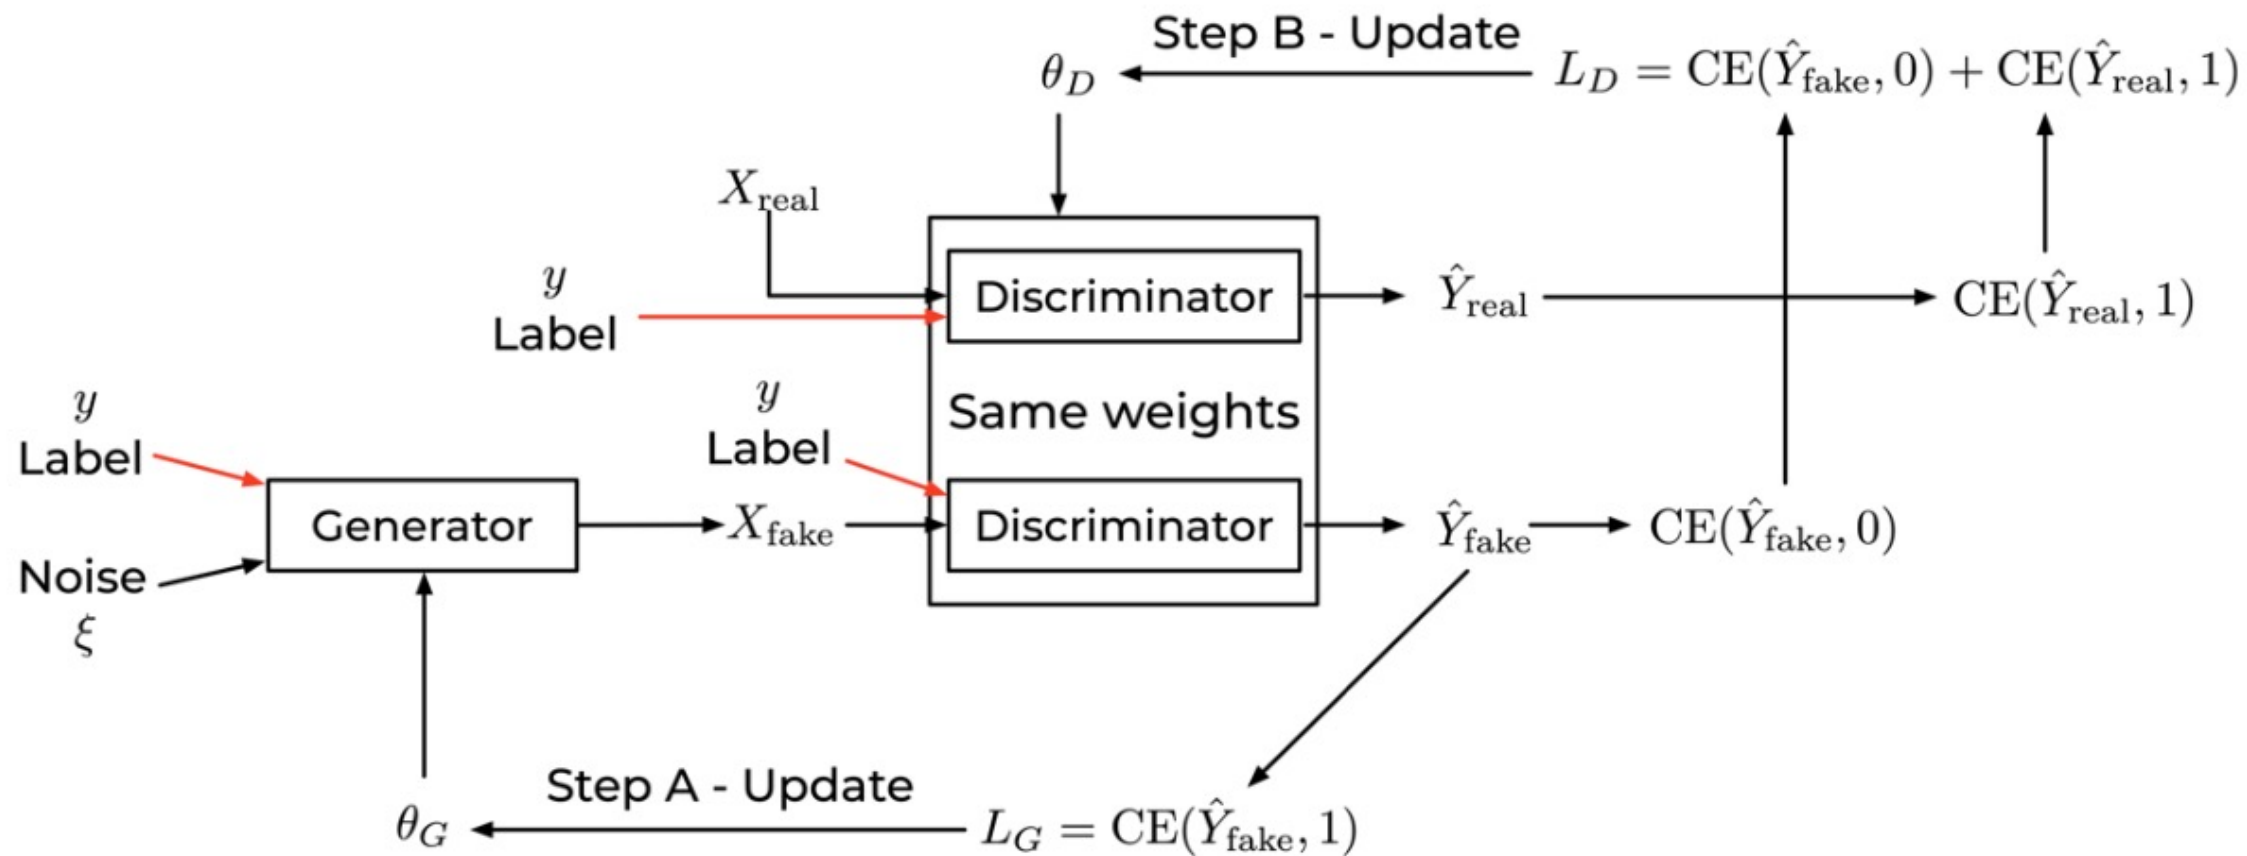 Step B - Update
θ_D
L_D = CE(Ŷ_fake, 0) + CE(Ŷ_real, 1)
X_real
y
Label
Discriminator
Ŷ_real
CE(Ŷ_real, 1)
y
Label
Same weights
y
Label
Generator
X_fake
Discriminator
Ŷ_fake
CE(Ŷ_fake, 0)
Noise
ξ
Step A - Update
θ_G
L_G = CE(Ŷ_fake, 1)